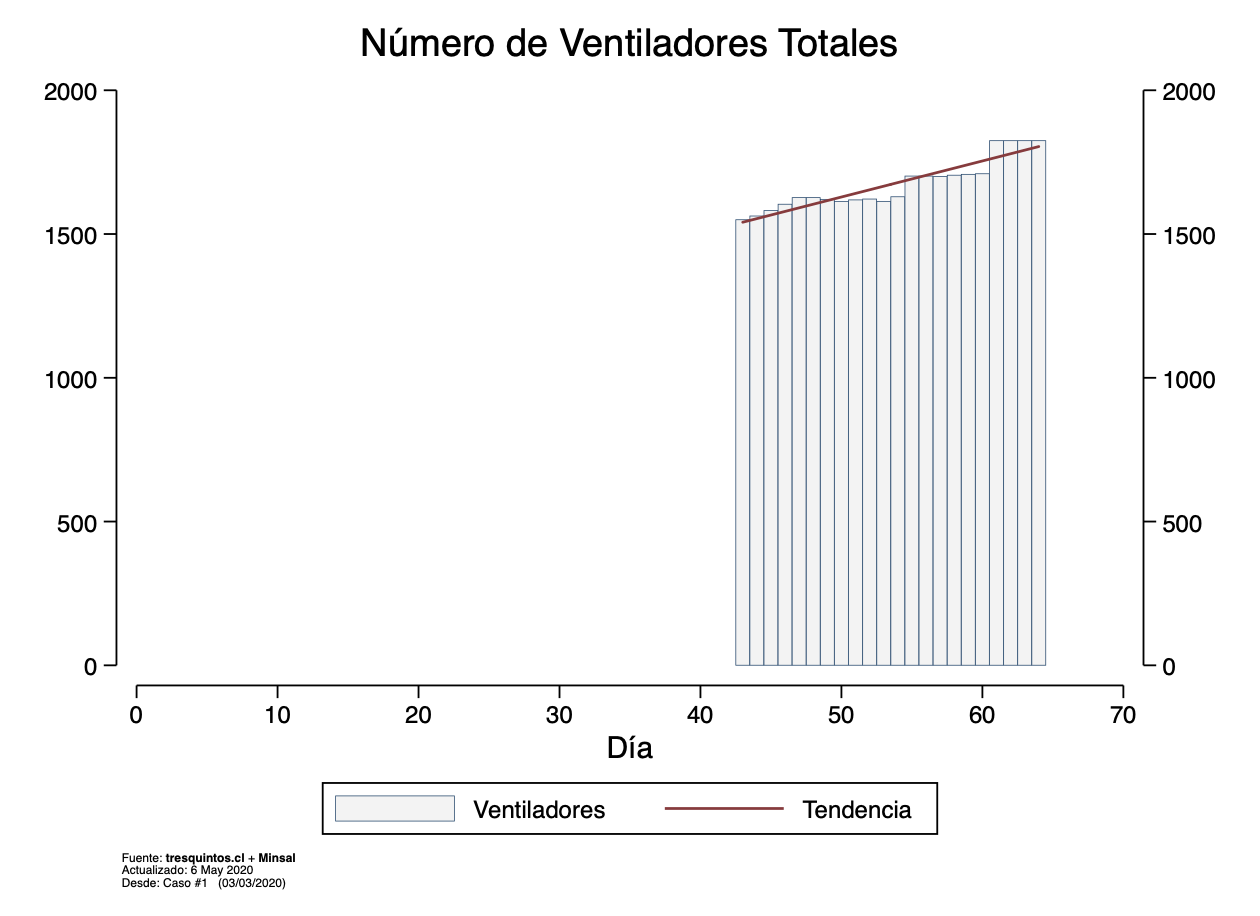 Número de Ventiladores Totales
2000 2000
1500 1500
1000 1000
500 500
0 0
0 10 20 30 40 50 60 70
Día
Ventiladores Tendencia
Fuente: tresquintos.cl + Minsal
Actualizado: 6 May 2020
Desde: Caso #1 (03/03/2020)